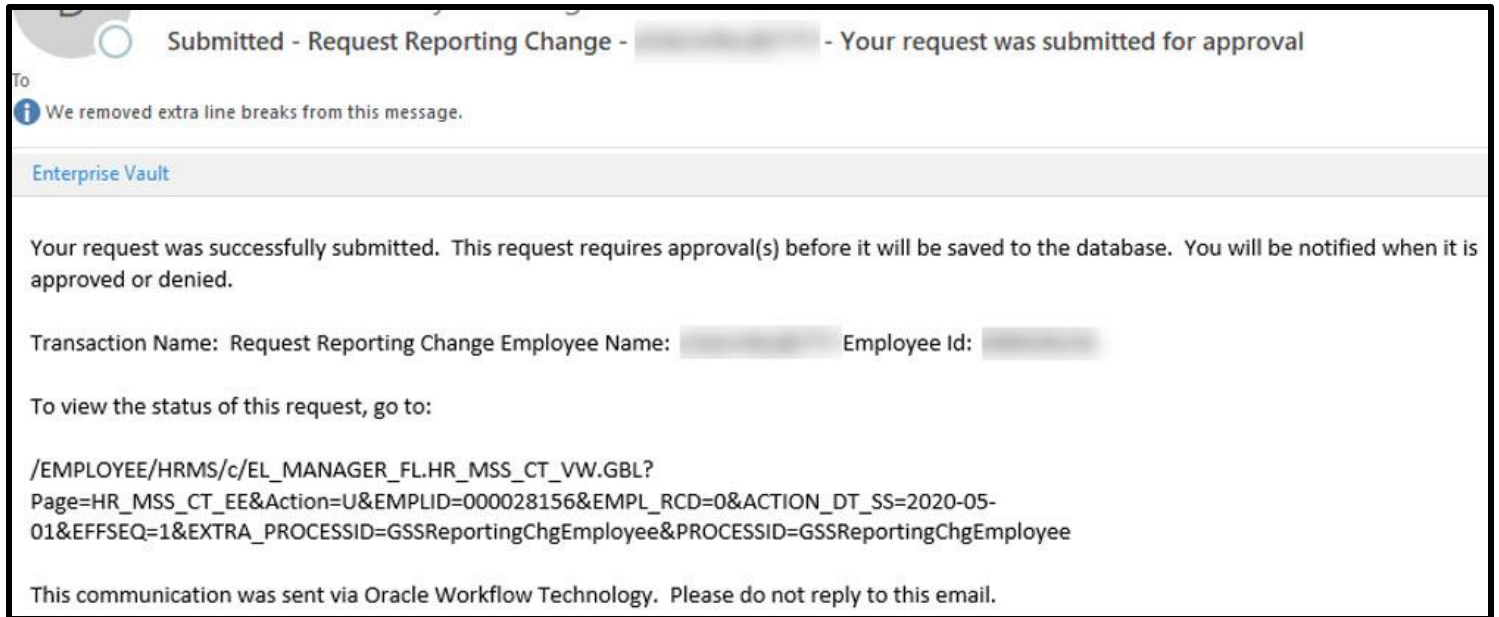 Submitted - Request Reporting Change - - Your request was submitted for approval
To
We removed extra line breaks from this message.
Enterprise Vault
Your request was successfully submitted.  This request requires approval(s) before it will be saved to the database.  You will be notified when it is
approved or denied.
Transaction Name:  Request Reporting Change Employee Name: Employee Id:
To view the status of this request, go to:
/EMPLOYEE/HRMS/c/EL_MANAGER_FL.HR_MSS_CT_VW.GBL?
Page=HR_MSS_CT_EE&Action=U&EMPLID=000028156&EMPL_RCD=0&ACTION_DT_SS=2020-05-
01&EFFSEQ=1&EXTRA_PROCESSID=GSSReportingChgEmployee&PROCESSID=GSSReportingChgEmployee
This communication was sent via Oracle Workflow Technology.  Please do not reply to this email.